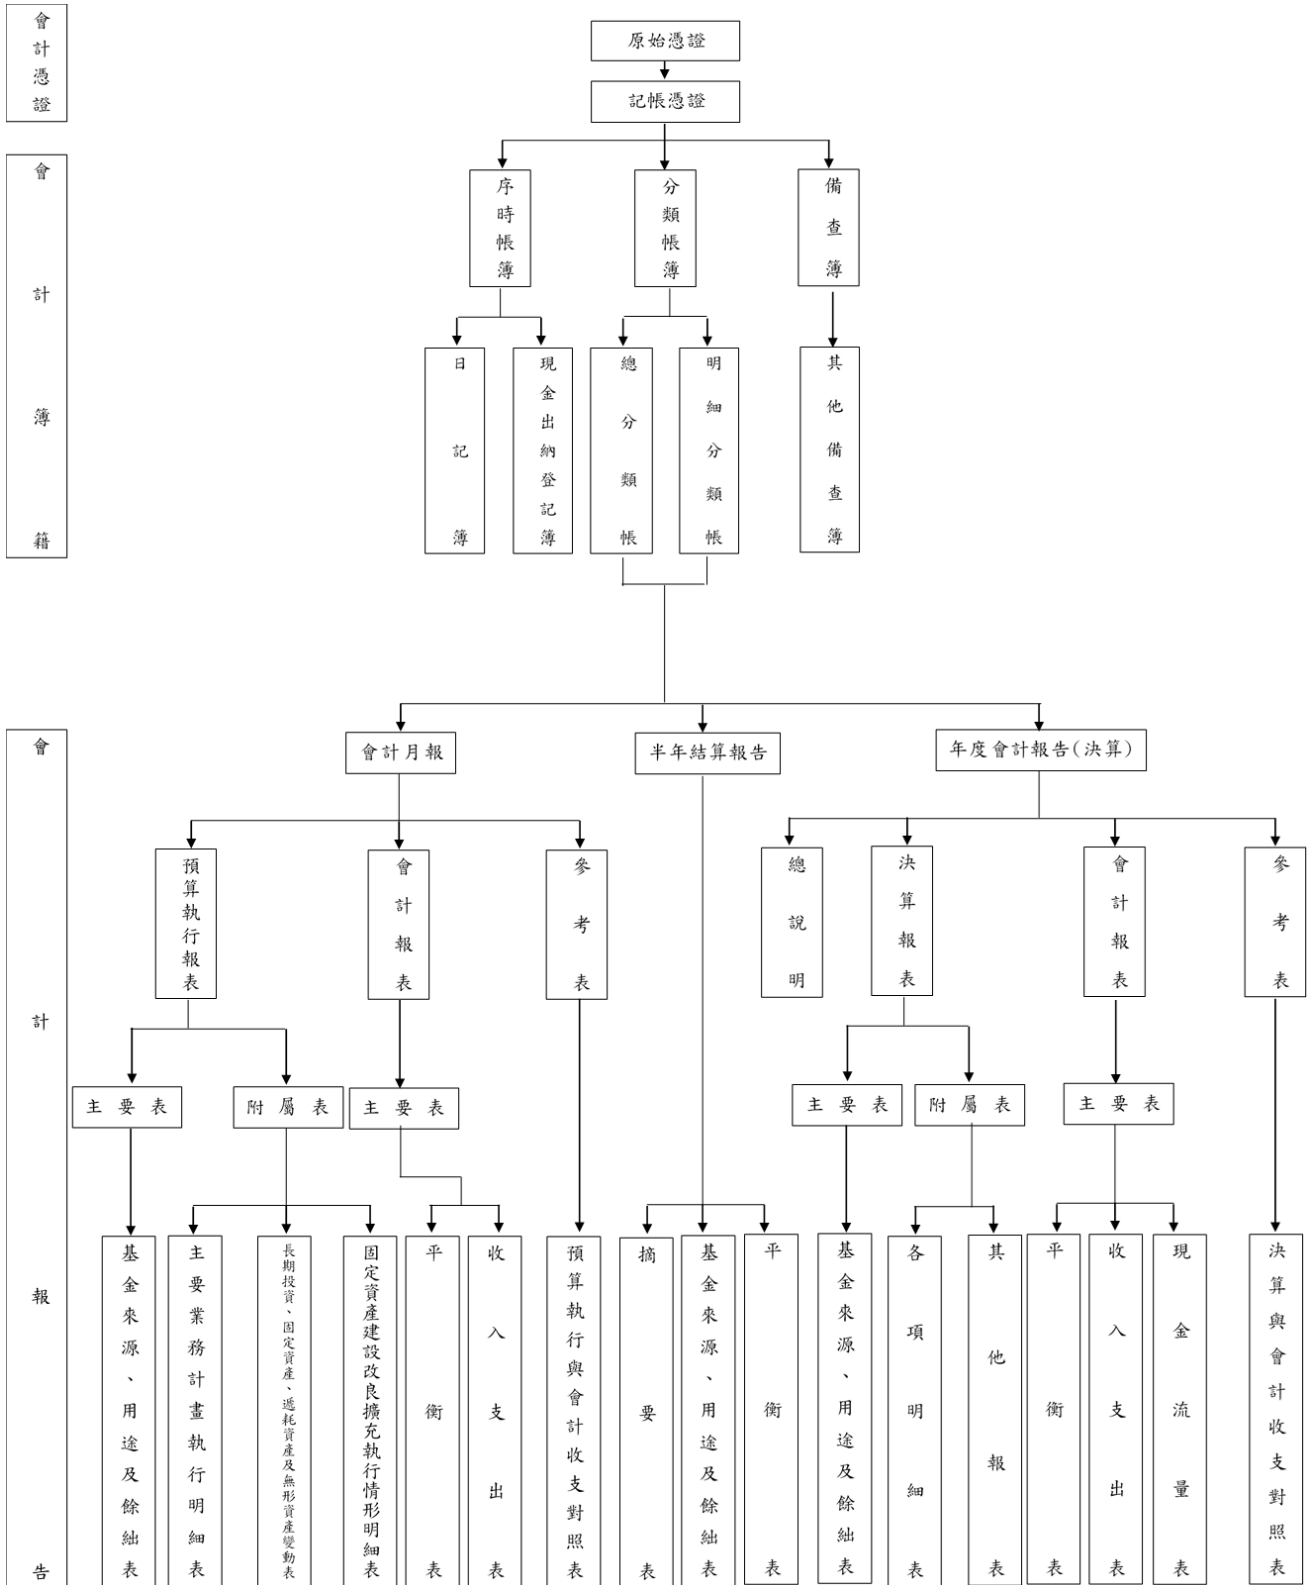 會計憑證
原始憑證
記帳憑證
會計簿籍
序時帳簿
分類帳簿
備查簿
日記簿
現金出納登記簿
總分類帳
明細分類帳
其他備查簿
會計報告
會計月報
半年結算報告
年度會計報告(決算)
預算執行報表
會計報表
參考表
總說明
決算報表
會計報表
參考表
主要表
附屬表
主要表
主要表
附屬表
主要表
基金來源、用途及餘絀表
主要業務計畫執行明細表
長期投資、固定資產、遞耗資產及無形資產變動表
固定資產建設改良擴充執行情形明細表
平衡表
收入支出表
預算執行與會計收支對照表
摘要表
基金來源、用途及餘絀表
平衡表
基金來源、用途及餘絀表
各項明細表
其他報表
平衡表
收入支出表
現金流量表
決算與會計收支對照表